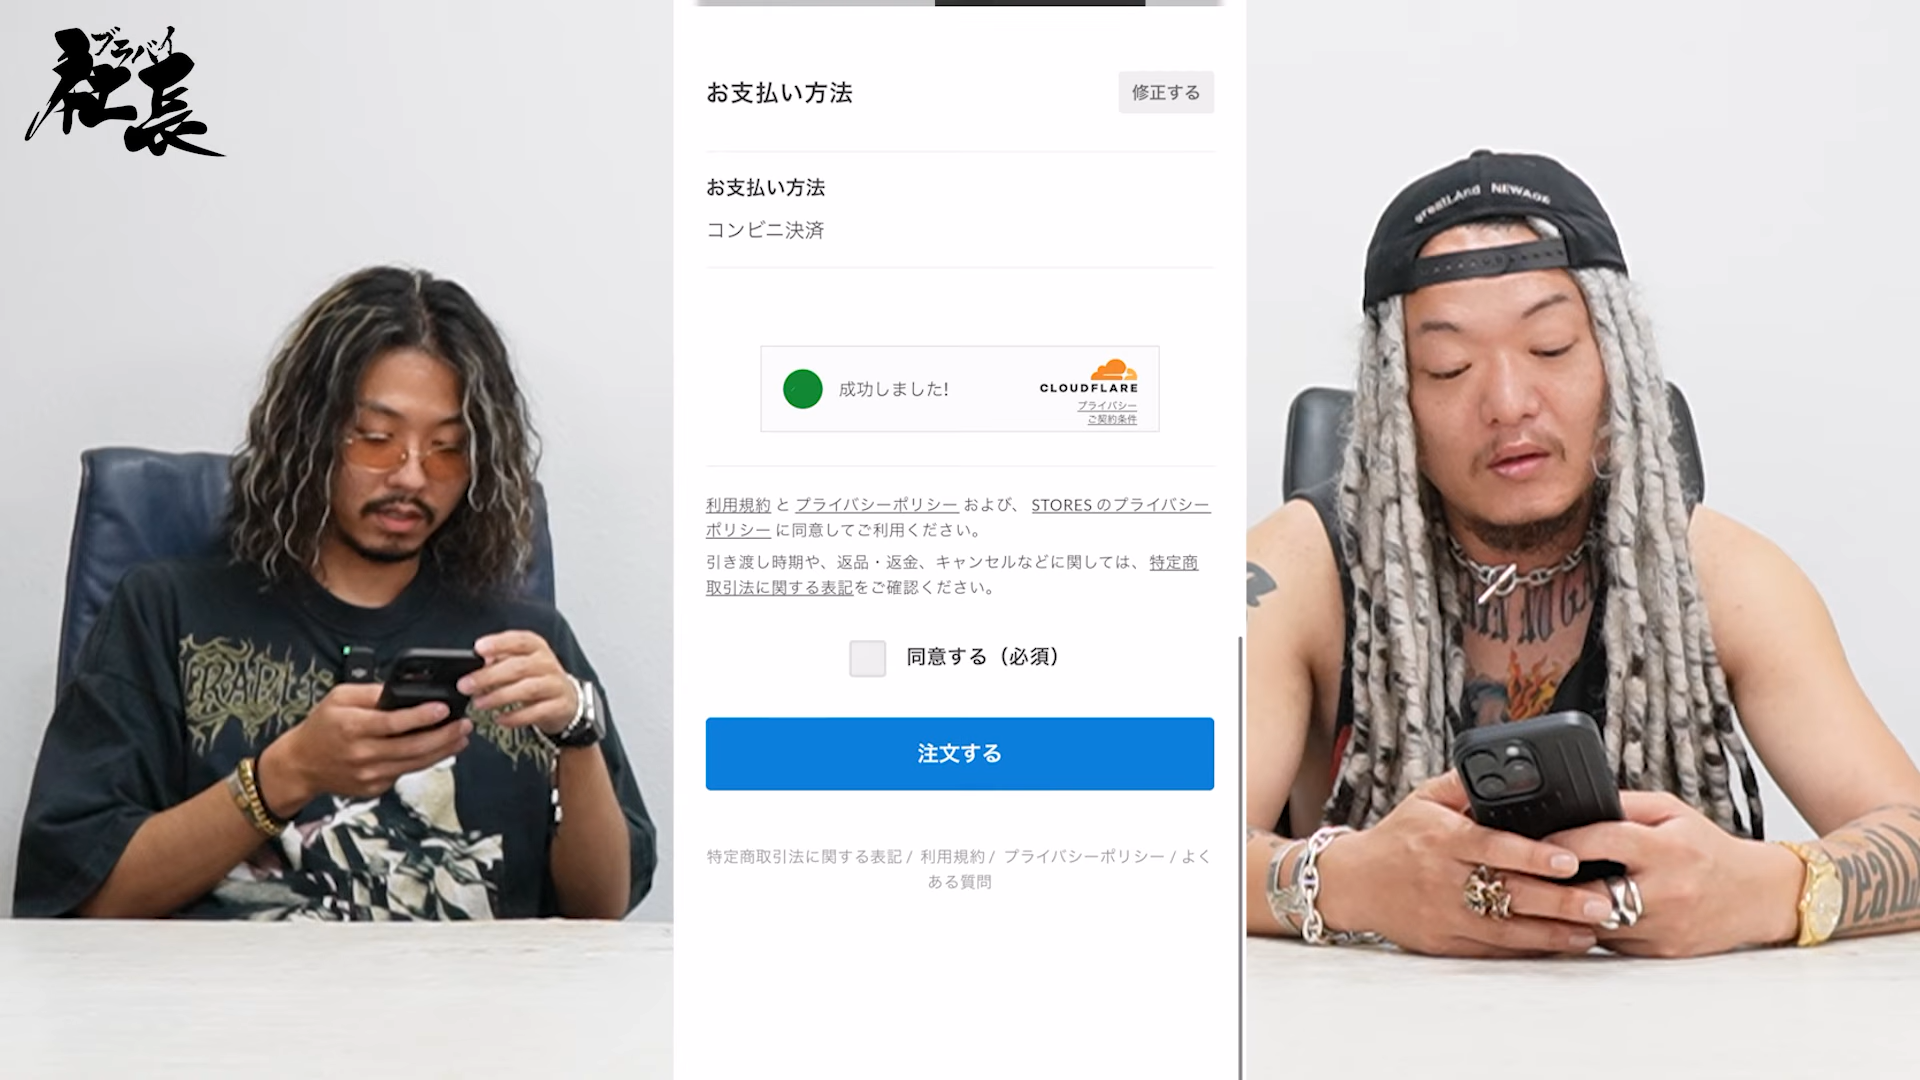 ブラバイ
社長
お支払い方法
修正する
お支払い方法
コンビニ決済
成功しました!
CLOUDFLARE
プライバシー
ご契約条件
利用規約 と プライバシーポリシー および、 STORES のプライバシー
ポリシー に同意してご利用ください。
引き渡し時期や、返品・返金、キャンセルなどに関しては、特定商
取引法に関する表記をご確認ください。
同意する（必須）
注文する
特定商取引法に関する表記 / 利用規約 / プライバシーポリシー / よく
ある質問
greatLAnd NEWAGE